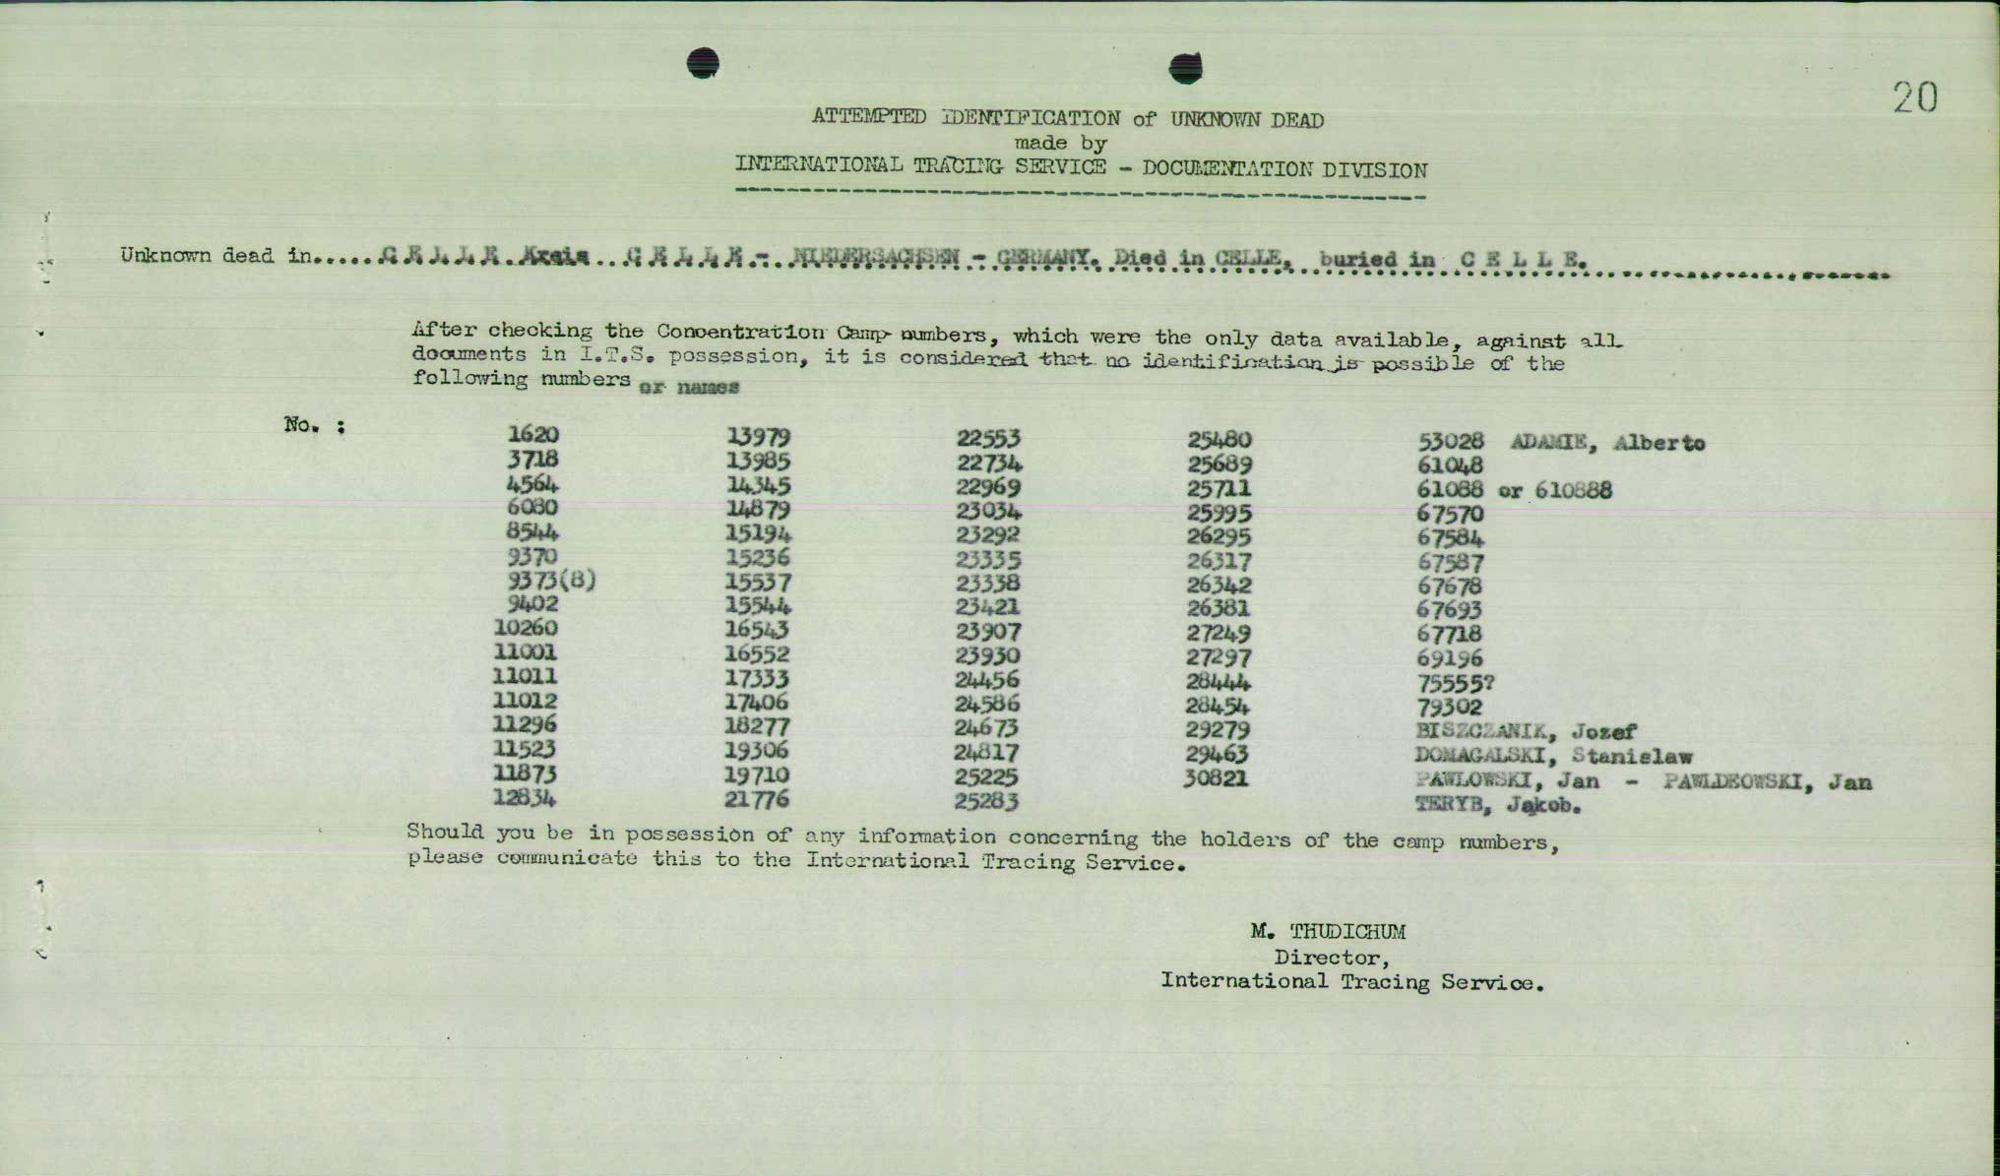 20
ATTEMPTED IDENTIFICATION of UNKNOWN DEAD
made by
INTERNATIONAL TRACING SERVICE - DOCUMENTATION DIVISION
Unknown dead in.....C E L L E Kreis...C E L L E - NIEDERSACHSEN - GERMANY. Died in CELLE, buried in C E L L E.
After checking the Concentration Camp numbers, which were the only data available, against all
documents in I.T.S. possession, it is considered that no identification is possible of the
following numbers or names
No. :
1620 13979 22553 25480 53028 ADAMIE, Alberto
3718 13985 22734 25689 61048
4564 14345 22969 25711 61088 or 610888
6080 14879 23034 25995 67570
8544 15194 23292 26295 67584
9370 15236 23335 26317 67587
9373(8) 15537 23338 26342 67678
9402 15544 23421 26381 67693
10260 16543 23907 27249 67718
11001 16552 23930 27297 69196
11011 17333 24456 28444 75555?
11012 17406 24586 28454 79302
11296 18277 24673 29279 BISZCZANIK, Jozef
11523 19306 24817 29463 DOMAGALSKI, Stanislaw
11873 19710 25225 30821 PAWLOWSKI, Jan - PAWLDEOWSKI, Jan
12834 21776 25283 TERYB, Jakob.
Should you be in possession of any information concerning the holders of the camp numbers,
please communicate this to the International Tracing Service.
M. THUDICHUM
Director,
International Tracing Service.